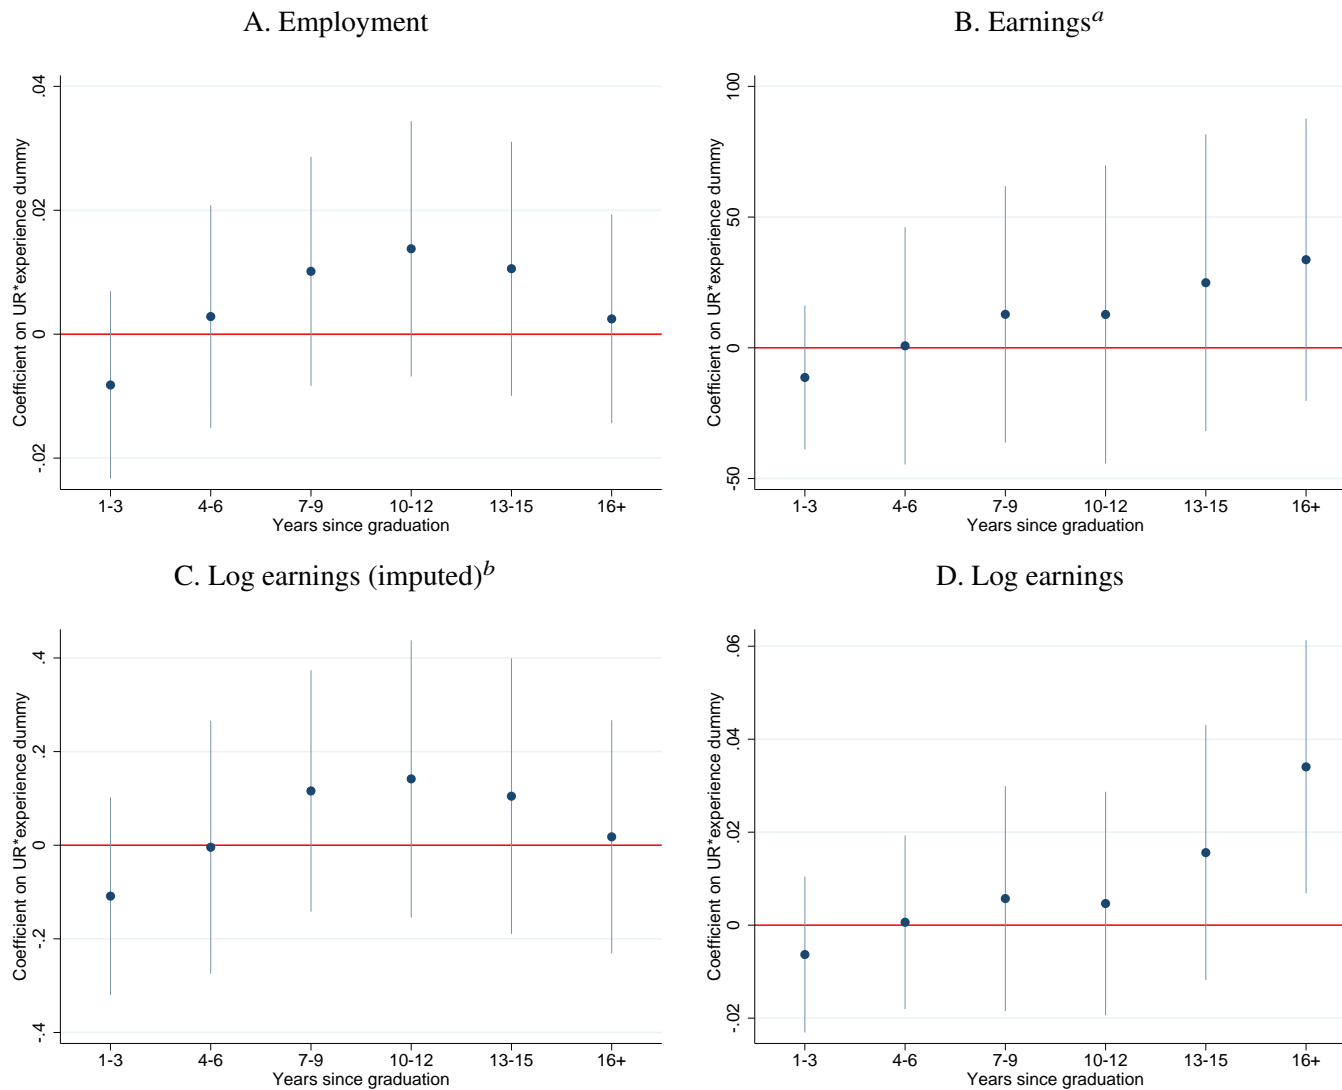 A. Employment
Coefficient on UR*experience dummy
.04
.02
0
-.02
1-3 4-6 7-9 10-12 13-15 16+
Years since graduation
B. Earnings^a
Coefficient on UR*experience dummy
100
50
0
-50
1-3 4-6 7-9 10-12 13-15 16+
Years since graduation
C. Log earnings (imputed)^b
Coefficient on UR*experience dummy
.4
.2
0
-.2
-.4
1-3 4-6 7-9 10-12 13-15 16+
Years since graduation
D. Log earnings
Coefficient on UR*experience dummy
.06
.04
.02
0
-.02
1-3 4-6 7-9 10-12 13-15 16+
Years since graduation